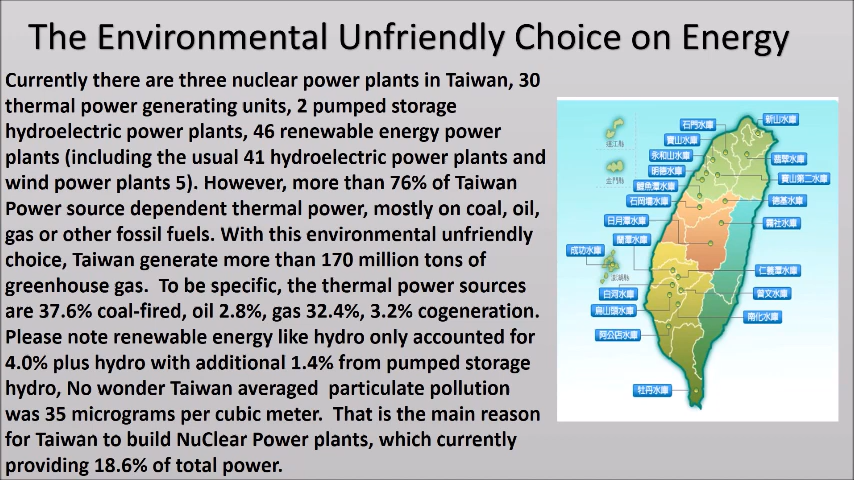 The Environmental Unfriendly Choice on Energy
Currently there are three nuclear power plants in Taiwan, 30
thermal power generating units, 2 pumped storage
hydroelectric power plants, 46 renewable energy power
plants (including the usual 41 hydroelectric power plants and
wind power plants 5). However, more than 76% of Taiwan
Power source dependent thermal power, mostly on coal, oil,
gas or other fossil fuels. With this enviromental unfriendly
choice, Taiwan generate more than 170 million tons of
greenhouse gas.  To be specific, the thermal power sources
are 37.6% coal-fired, oil 2.8%, gas 32.4%, 3.2% cogeneration.
Please note renewable energy like hydro only accounted for
4.0% plus hydro with additional 1.4% from pumped storage
hydro, No wonder Taiwan averaged  particulate pollution
was 35 micrograms per cubic meter.  That is the main reason
for Taiwan to build NuClear Power plants, which currently
providing 18.6% of total power.
新山水庫
石門水庫
寶山水庫
永和山水庫
翡翠水庫
明德水庫
寶山第二水庫
鯉魚潭水庫
石岡壩水庫
德基水庫
日月潭水庫
霧社水庫
蘭潭水庫
成功水庫
仁義潭水庫
白河水庫
黄文水庫
烏山頭水庫
南化水庫
阿公店水庫
牡丹水庫